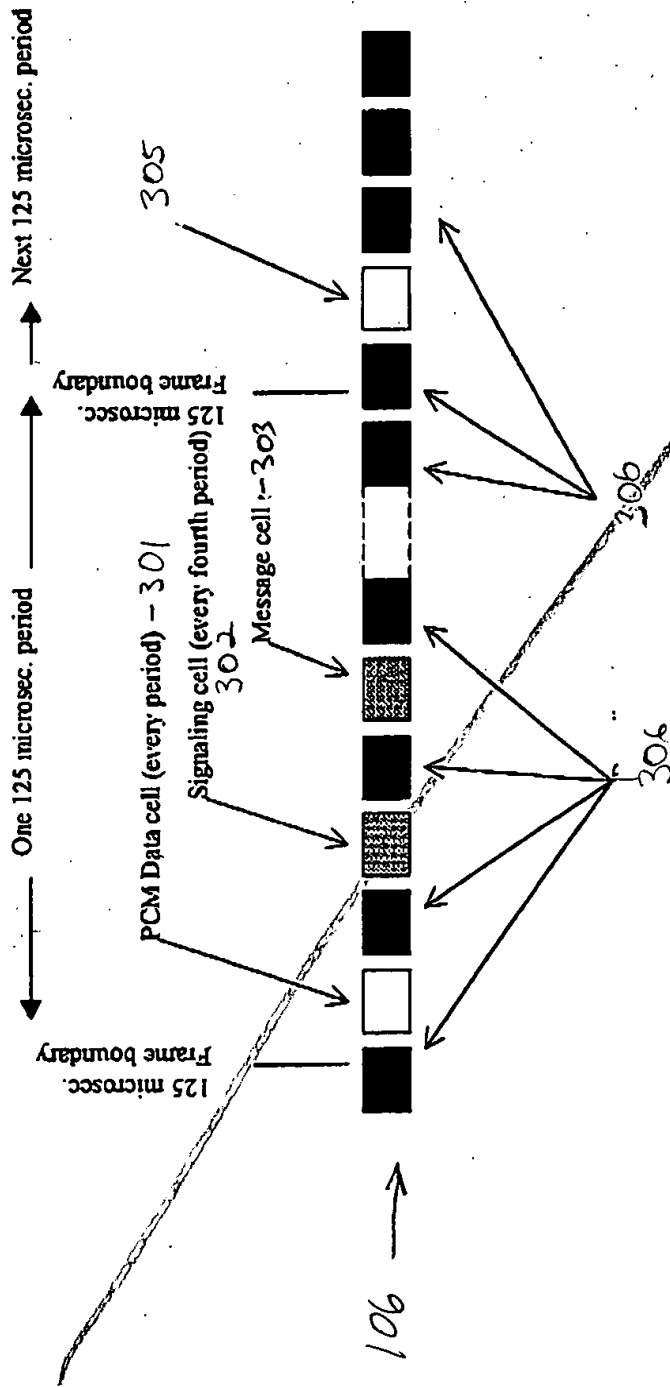 One 125 microsec. period
Next 125 microsec. period
PCM Data cell (every period) - 301
Signaling cell (every fourth period)
302
Message cell :- 303
125 microsec.
Frame boundary
125 microsec.
Frame boundary
305
106
306
306